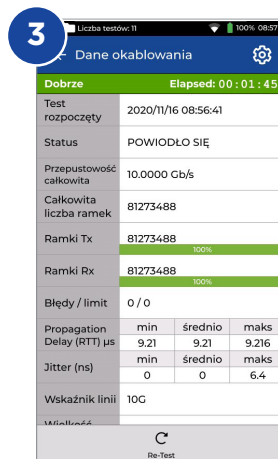 3
Liczba testów: 11 100% 08:57
← Dane okablowania
Dobrze Elapsed: 00:01:45
Test rozpoczęty 2020/11/16 08:56:41
Status POWIODŁO SIĘ
Przepustowość całkowita 10.0000 Gb/s
Całkowita liczba ramek 81273488
Ramki Tx 81273488
100%
Ramki Rx 81273488
100%
Błędy / limit 0 / 0
Propagation Delay (RTT) µs min średnio maks
9.21 9.21 9.216
Jitter (ns) min średnio maks
0 0 6.4
Wskaźnik linii 10G
Wielkość
Re-Test